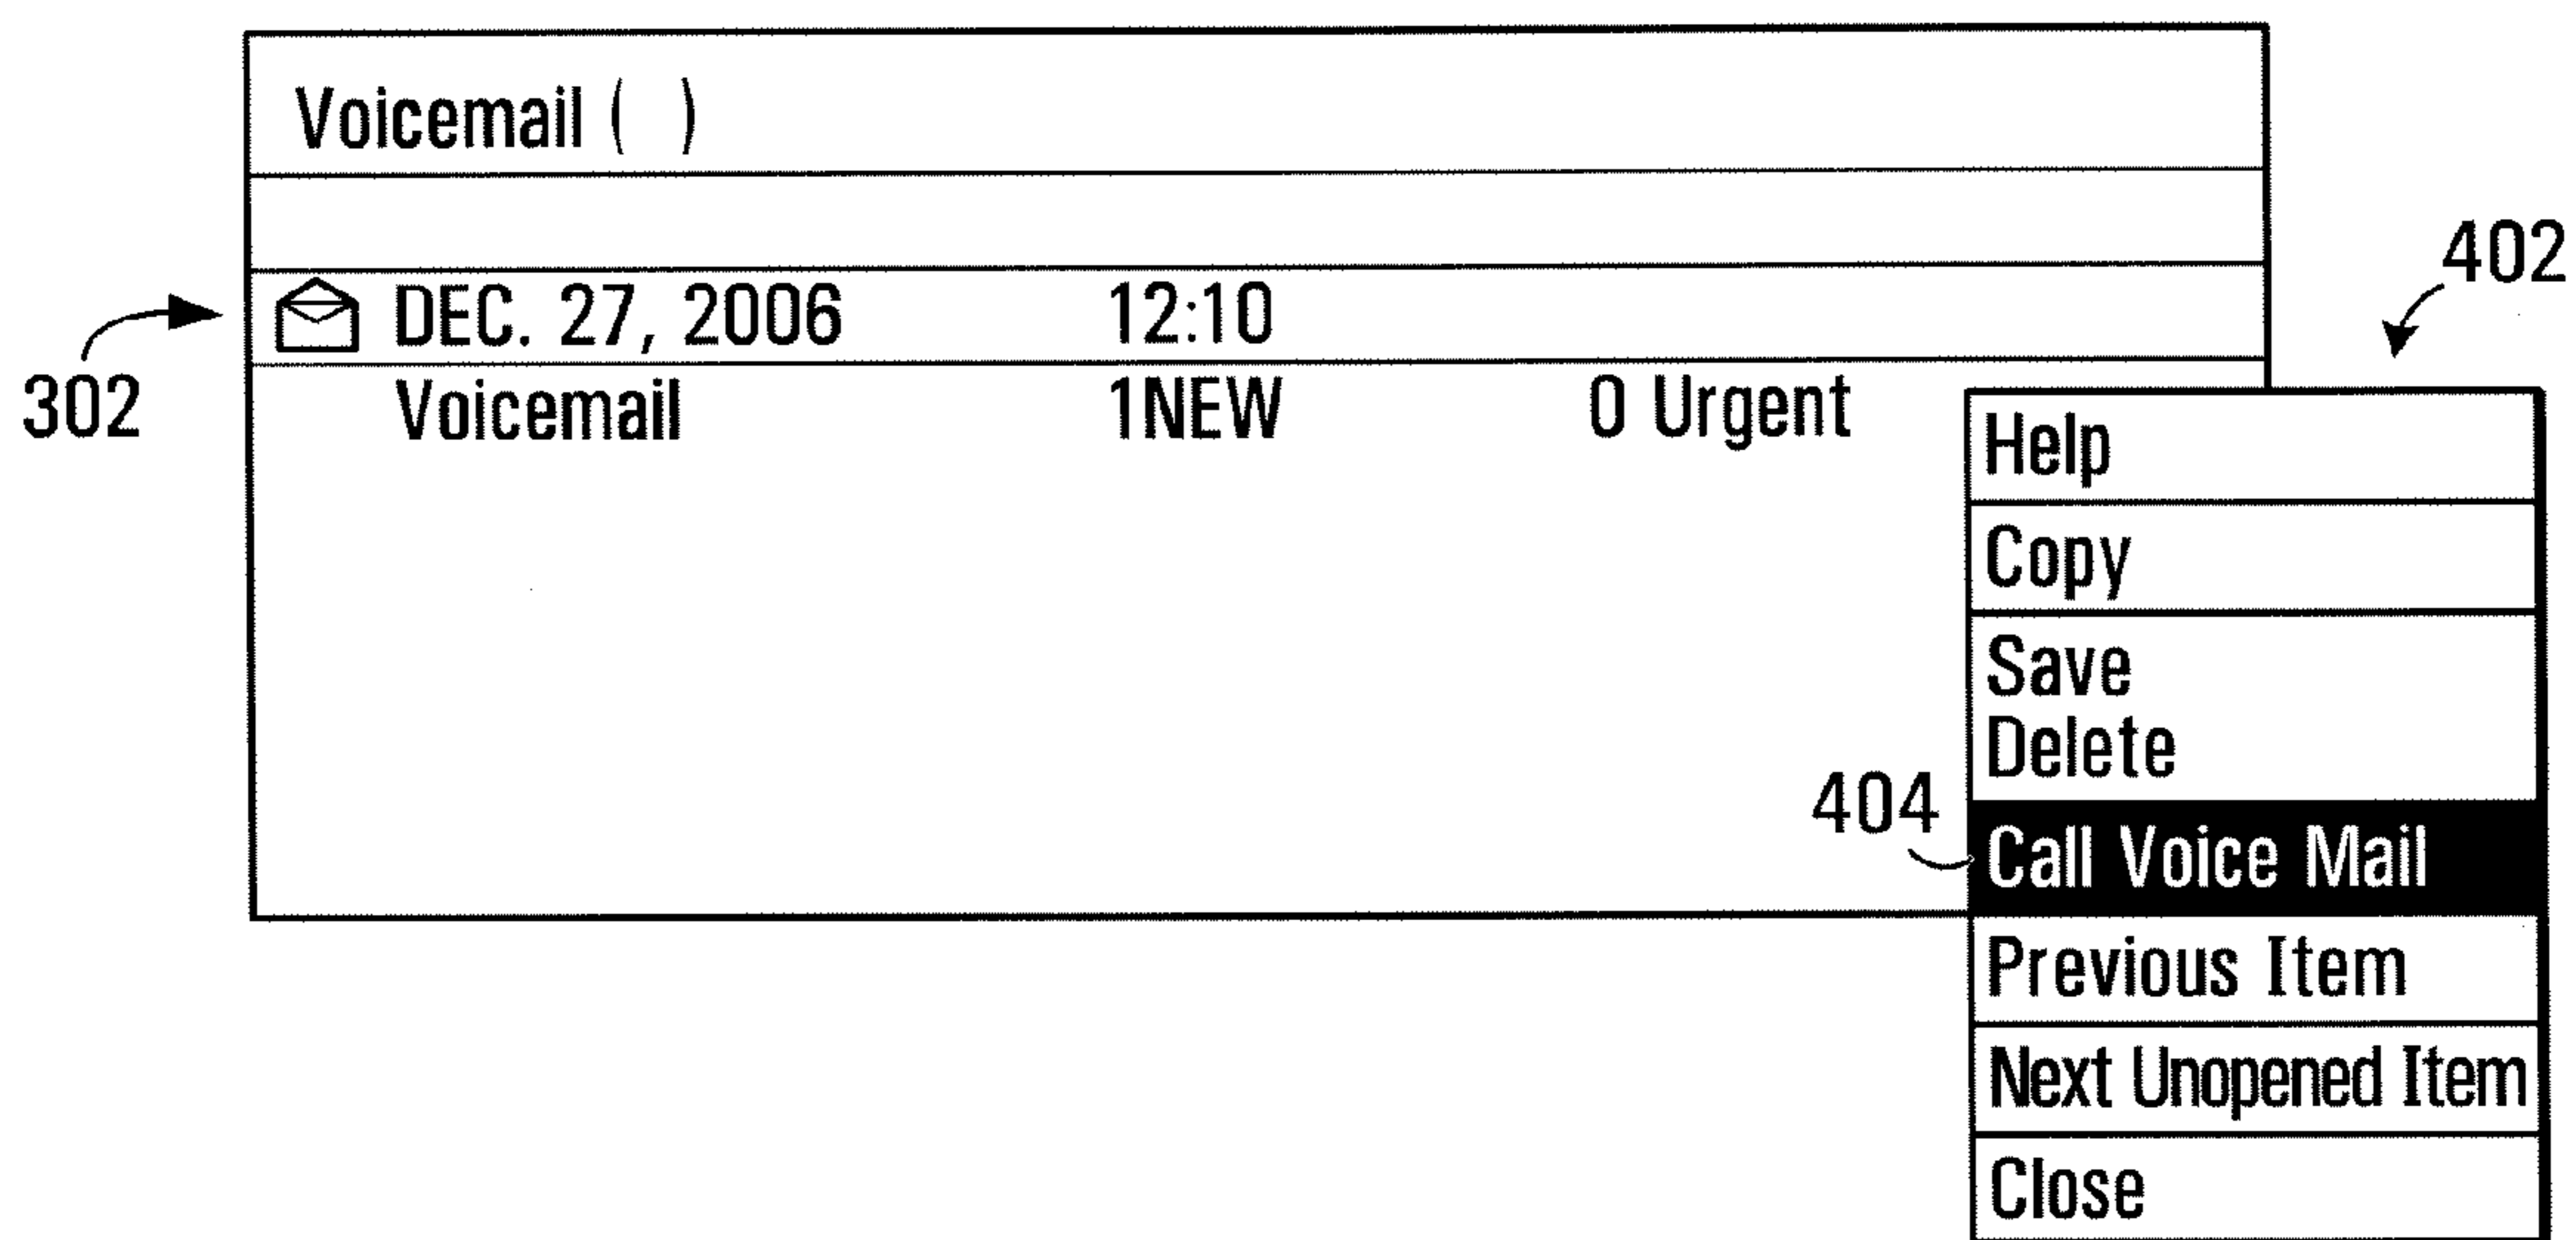 Voicemail ( )
402
DEC. 27, 2006 12:10
302
Voicemail 1NEW 0 Urgent
Help
Copy
Save
Delete
404
Call Voice Mail
Previous Item
Next Unopened Item
Close